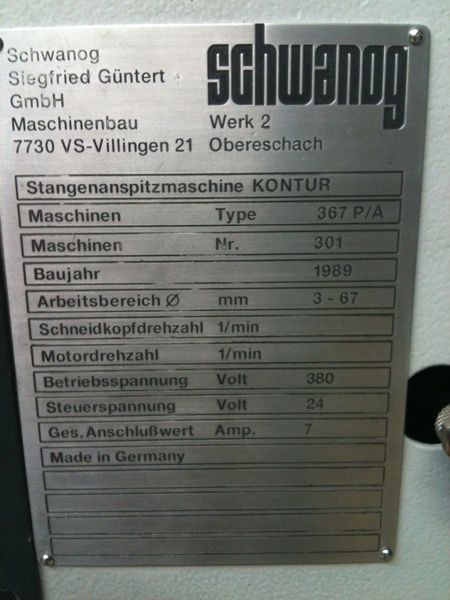 Schwanog
Siegfried Güntert
GmbH
Maschinenbau
7730 VS-Villingen 21
schwanog
Werk 2
Obereschach
Stangenanspitzmaschine KONTUR
Maschinen Type 367 P/A
Maschinen Nr. 301
Baujahr 1989
Arbeitsbereich Ø mm 3 - 67
Schneidkopfdrehzahl 1/min
Motordrehzahl 1/min
Betriebsspannung Volt 380
Steuerspannung Volt 24
Ges. Anschlußwert Amp. 7
Made in Germany